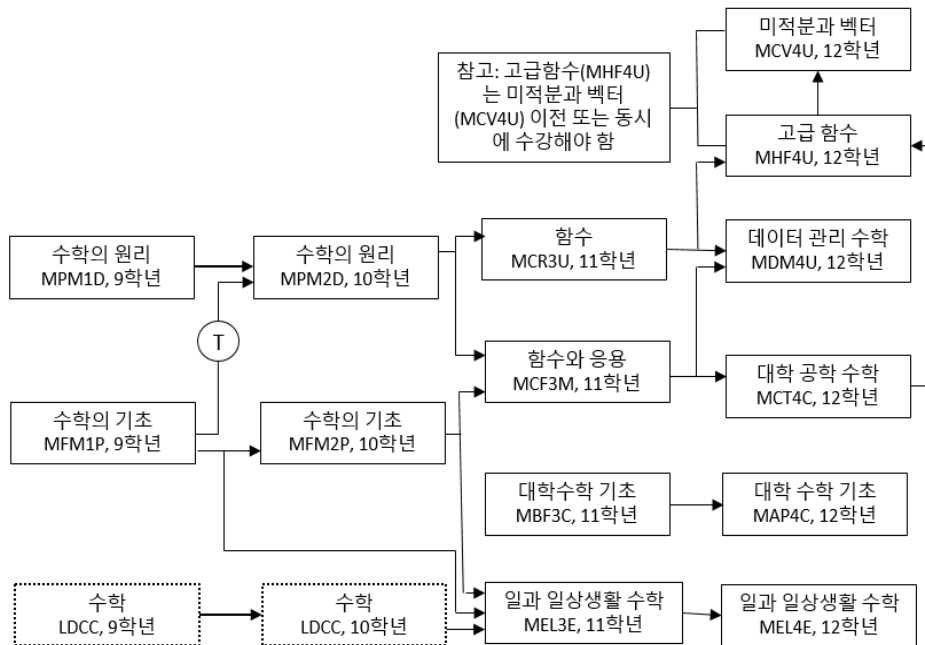 미적분과 벡터
MCV4U, 12학년
참고: 고급함수(MHF4U)
는 미적분과 벡터
(MCV4U) 이전 또는 동시
에 수강해야 함
고급 함수
MHF4U, 12학년
수학의 원리
MPM1D, 9학년
수학의 원리
MPM2D, 10학년
함수
MCR3U, 11학년
데이터 관리 수학
MDM4U, 12학년
T
함수와 응용
MCF3M, 11학년
대학 공학 수학
MCT4C, 12학년
수학의 기초
MFM1P, 9학년
수학의 기초
MFM2P, 10학년
대학수학 기초
MBF3C, 11학년
대학 수학 기초
MAP4C, 12학년
수학
LDCC, 9학년
수학
LDCC, 10학년
일과 일상생활 수학
MEL3E, 11학년
일과 일상생활 수학
MEL4E, 12학년